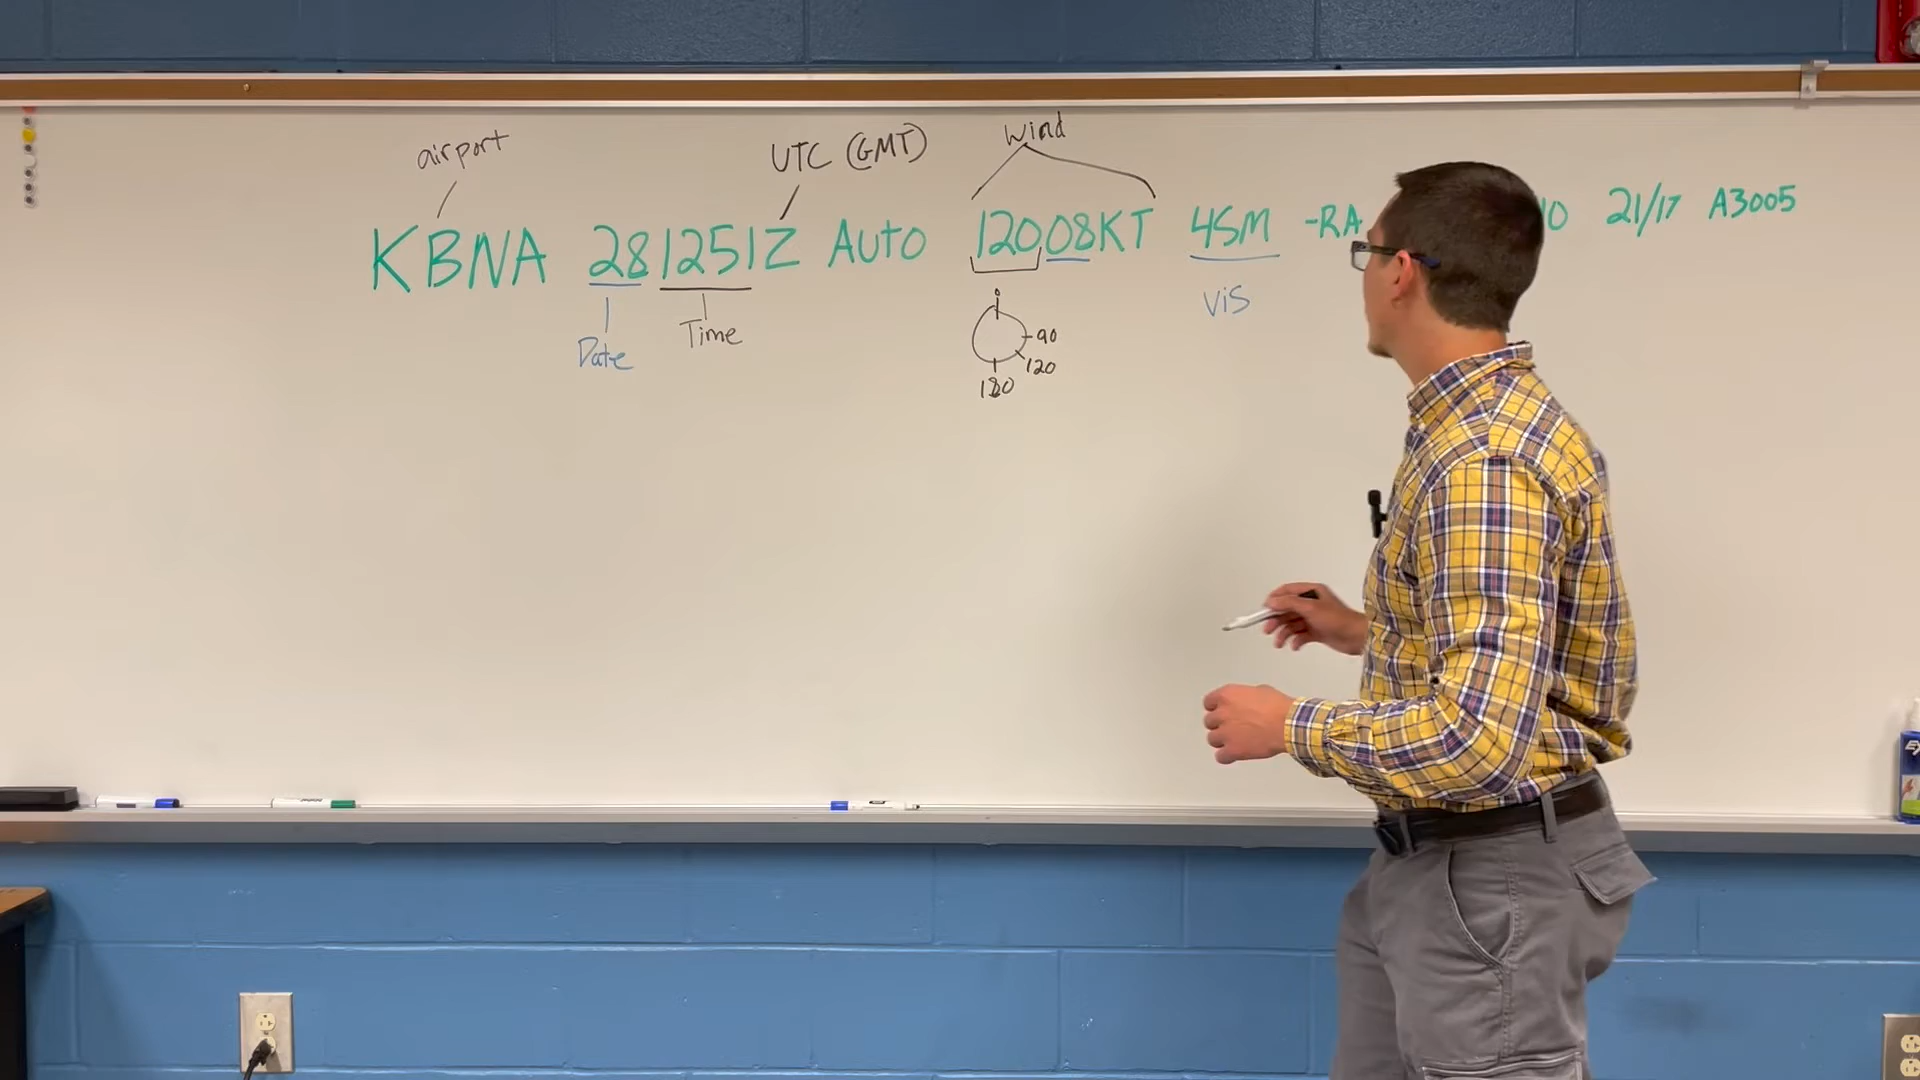 airport
UTC (GMT)
wind
KBNA 281251Z Auto 12008KT 4SM -RA 10 21/17 A3005
Date
Time
90
120
180
Vis